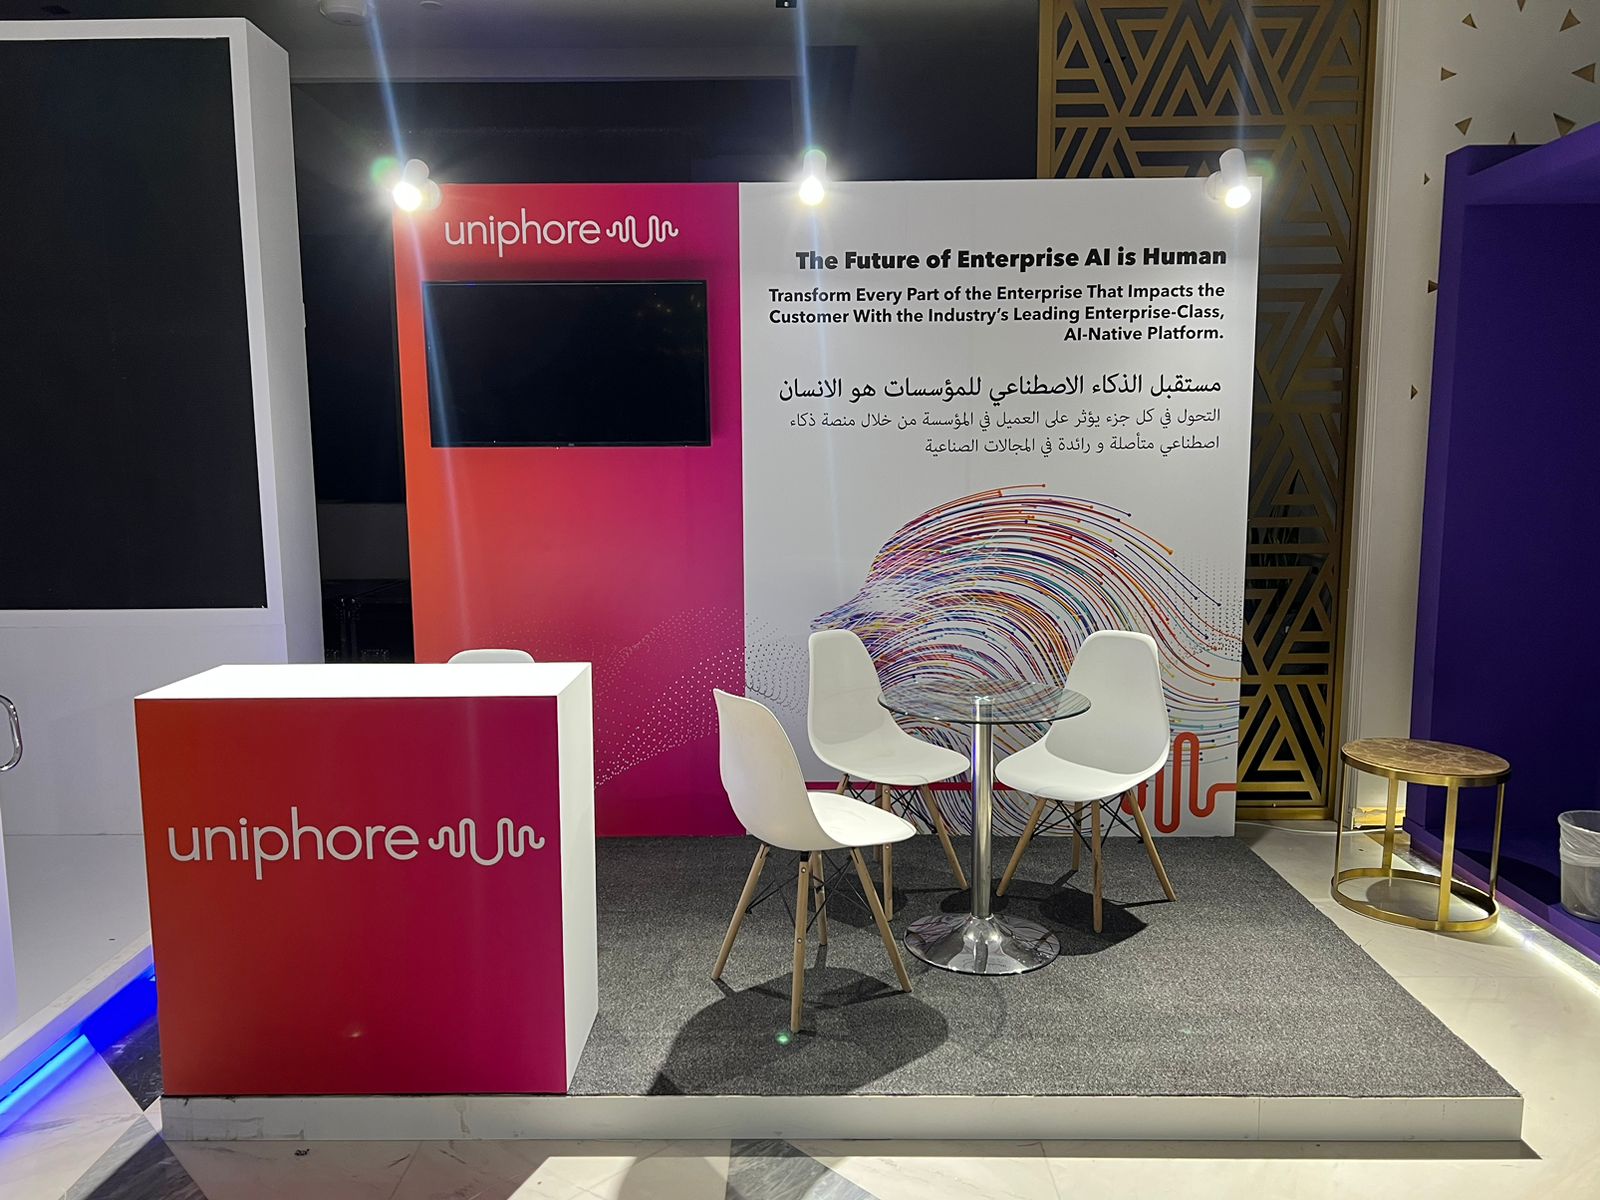 uniphore
The Future of Enterprise AI is Human
Transform Every Part of the Enterprise That Impacts the
Customer With the Industry's Leading Enterprise-Class,
AI-Native Platform.
مستقبل الذكاء الاصطناعي للمؤسسات هو الانسان
التحول في كل جزء يؤثر على العميل في المؤسسة من خلال منصة ذكاء
اصطناعي متأصلة و رائدة في المجالات الصناعية
uniphore